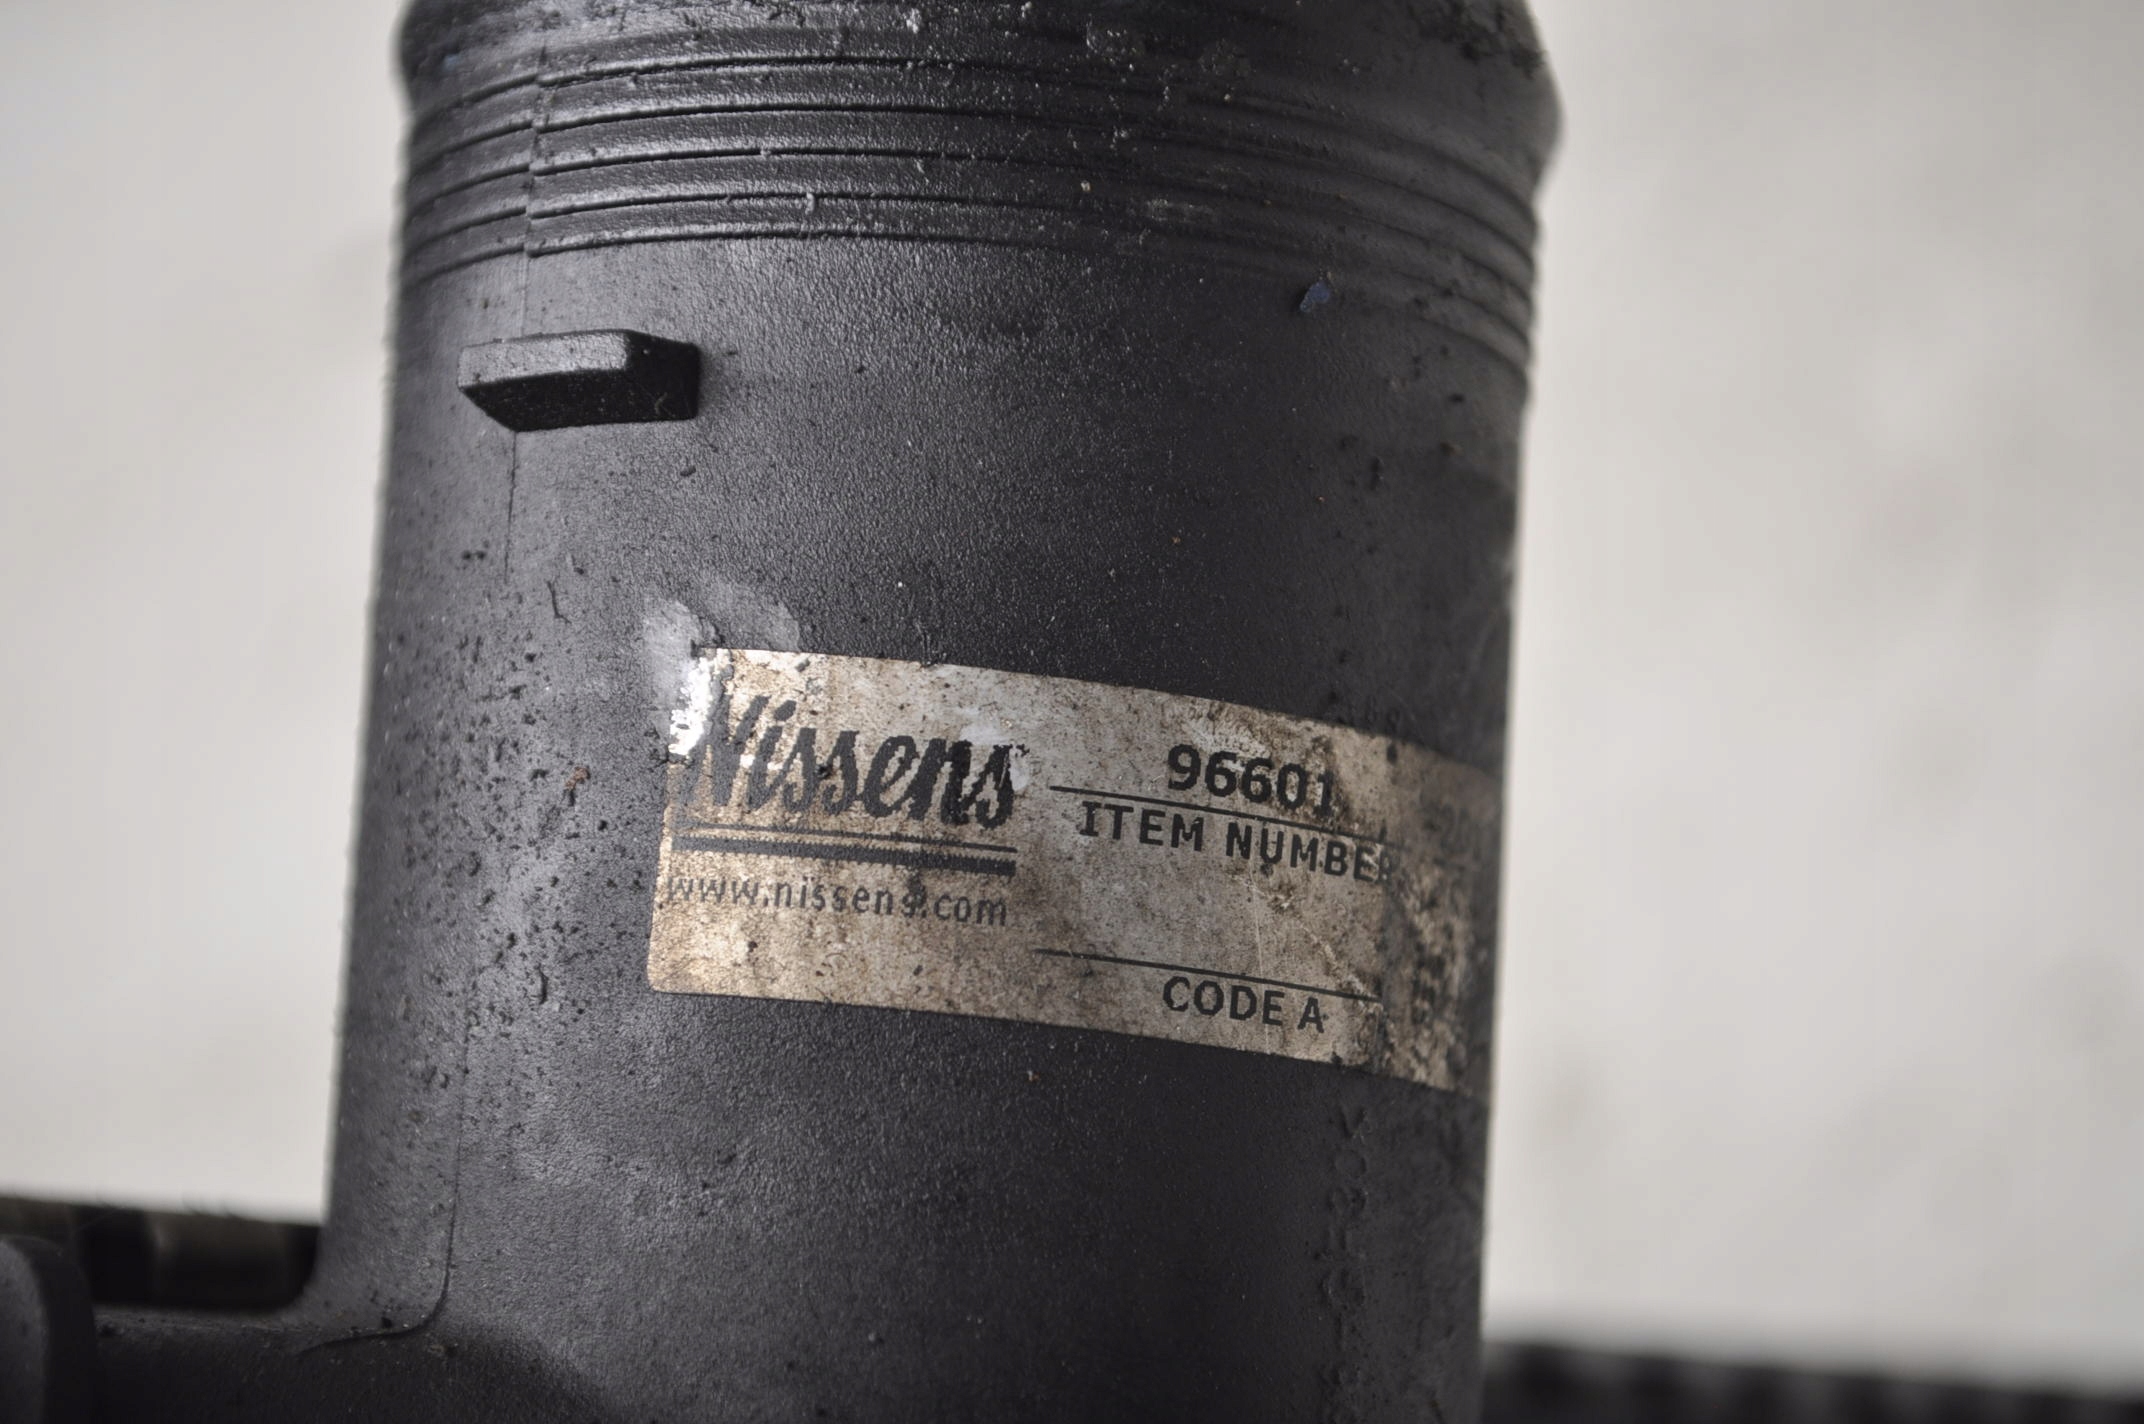 Nissens
www.nissens.com
96601
ITEM NUMBER
CODE A